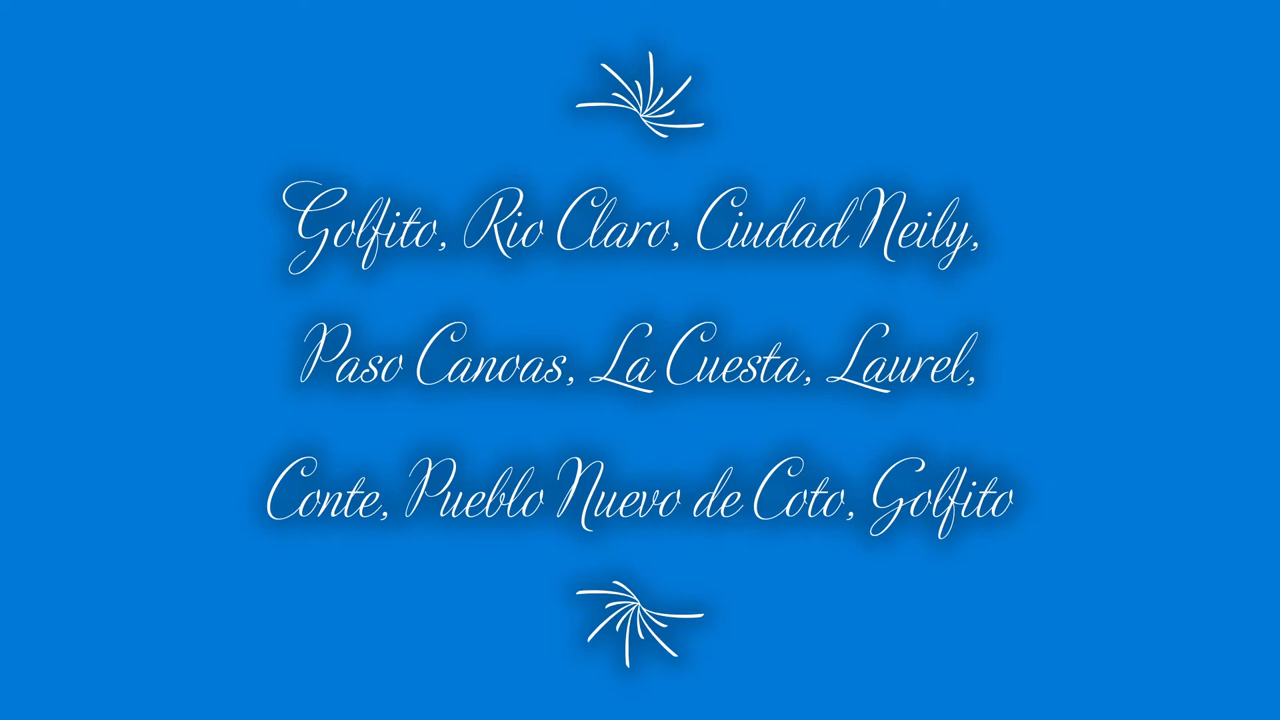 Golfito, Rio Claro, Ciudad Neily,
Paso Canoas, La Cuesta, Laurel,
Conte, Pueblo Nuevo de Coto, Golfito